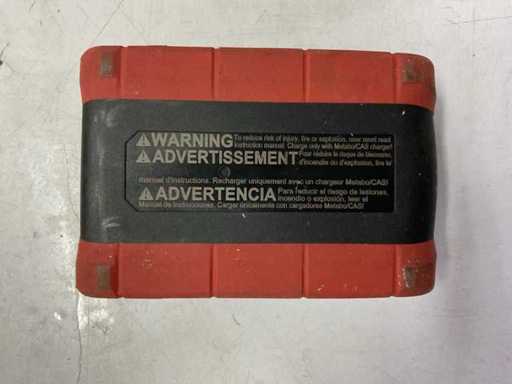 WARNING To reduce risk of injury, fire or explosion, user must read
instruction manual. Charge only with Metabo/CAS charger!
ADVERTISSEMENT Pour réduire le risque de blessures,
d'incendie ou d'explosion, lire le
manuel d'instructions. Recharger uniquement avec un chargeur Metabo/CAS!
ADVERTENCIA Para reducir el riesgo de lesiones,
incendio o explosión, leer el
Manual de Instrucciones. Cargar únicamente con cargadores Metabo/CAS!